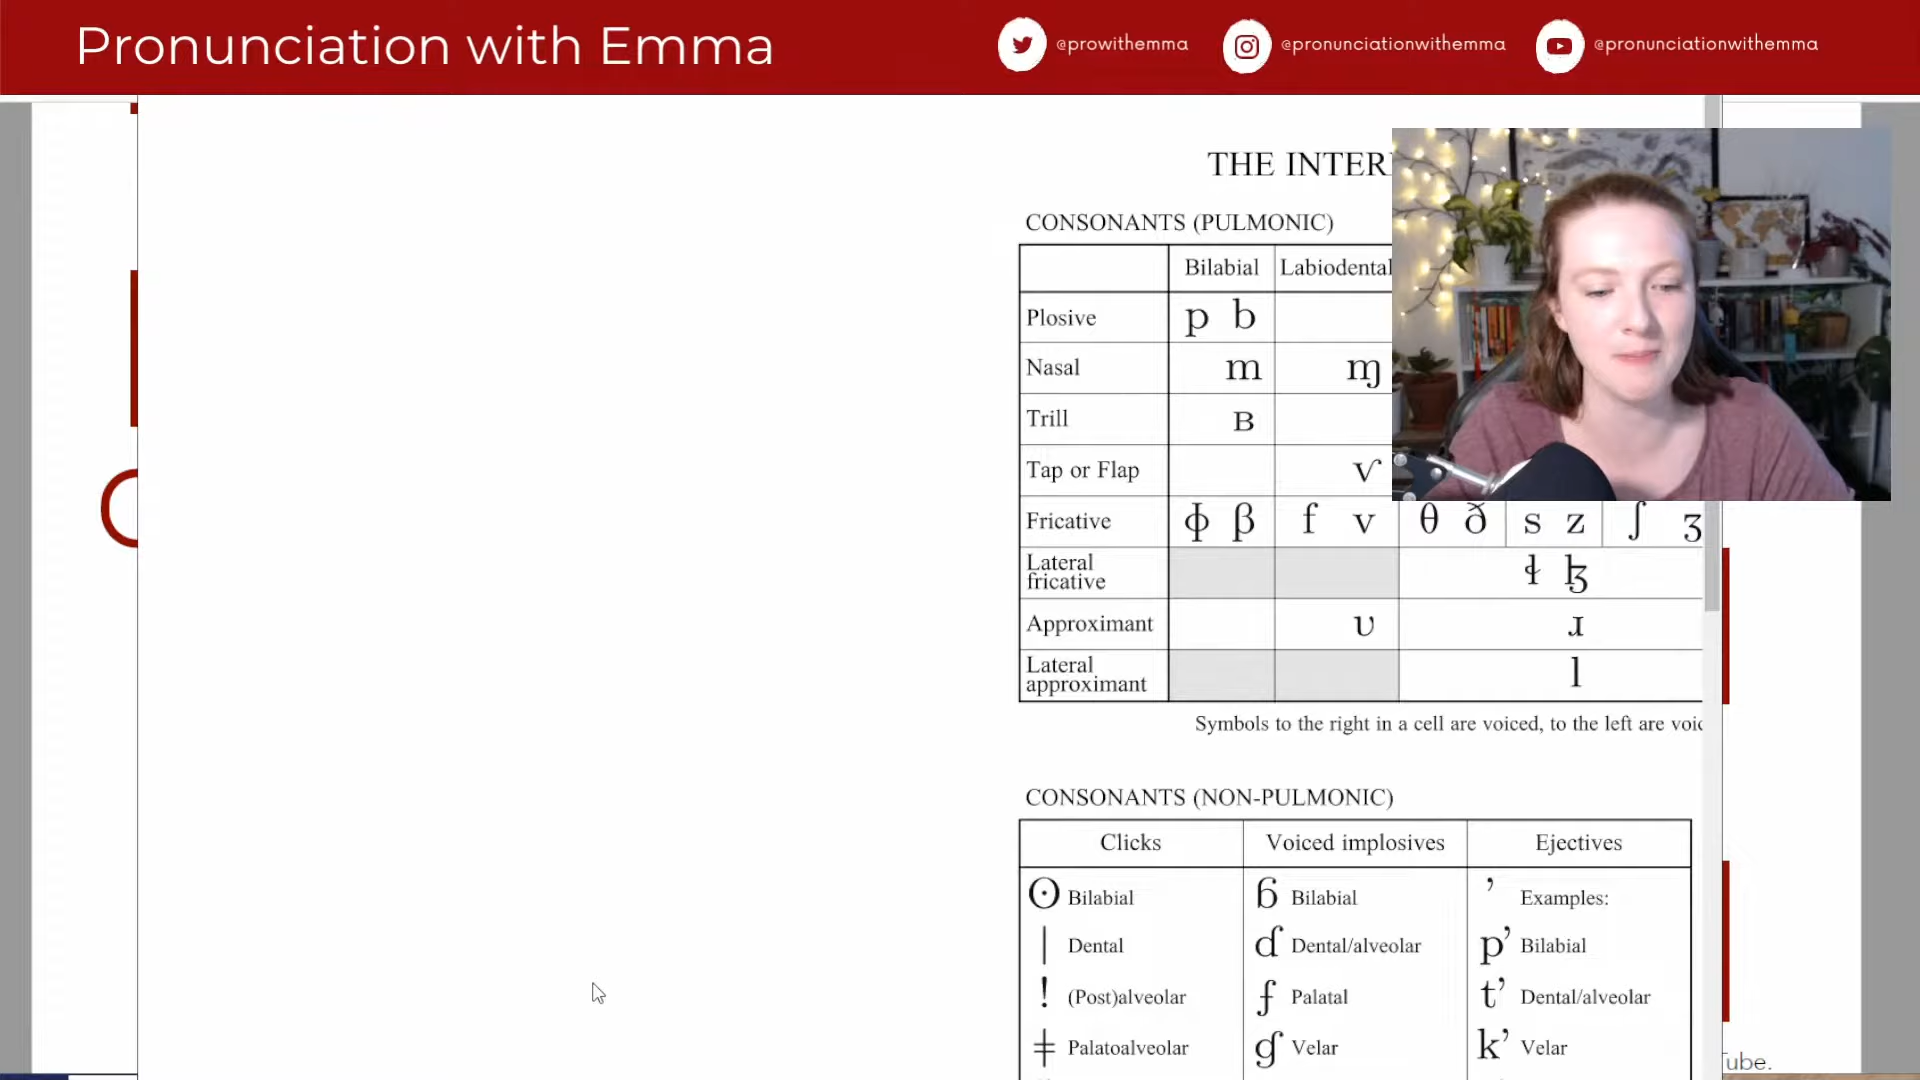 Pronunciation with Emma
@prowithemma
@pronunciationwithemma
@pronunciationwithemma
THE INTER
CONSONANTS (PULMONIC)
Bilabial Labiodental
Plosive p b
Nasal m ɱ
Trill ʙ
Tap or Flap ⱱ
Fricative ɸ β f v θ ð s z ʃ ʒ
Lateral
fricative ɬ ɮ
Approximant ʋ ɹ
Lateral
approximant l
Symbols to the right in a cell are voiced, to the left are voic
CONSONANTS (NON-PULMONIC)
Clicks Voiced implosives Ejectives
ʘ Bilabial ɓ Bilabial ʼ Examples:
ǀ Dental ɗ Dental/alveolar pʼ Bilabial
ǃ (Post)alveolar ʄ Palatal tʼ Dental/alveolar
ǂ Palatoalveolar ɠ Velar kʼ Velar
Tube.